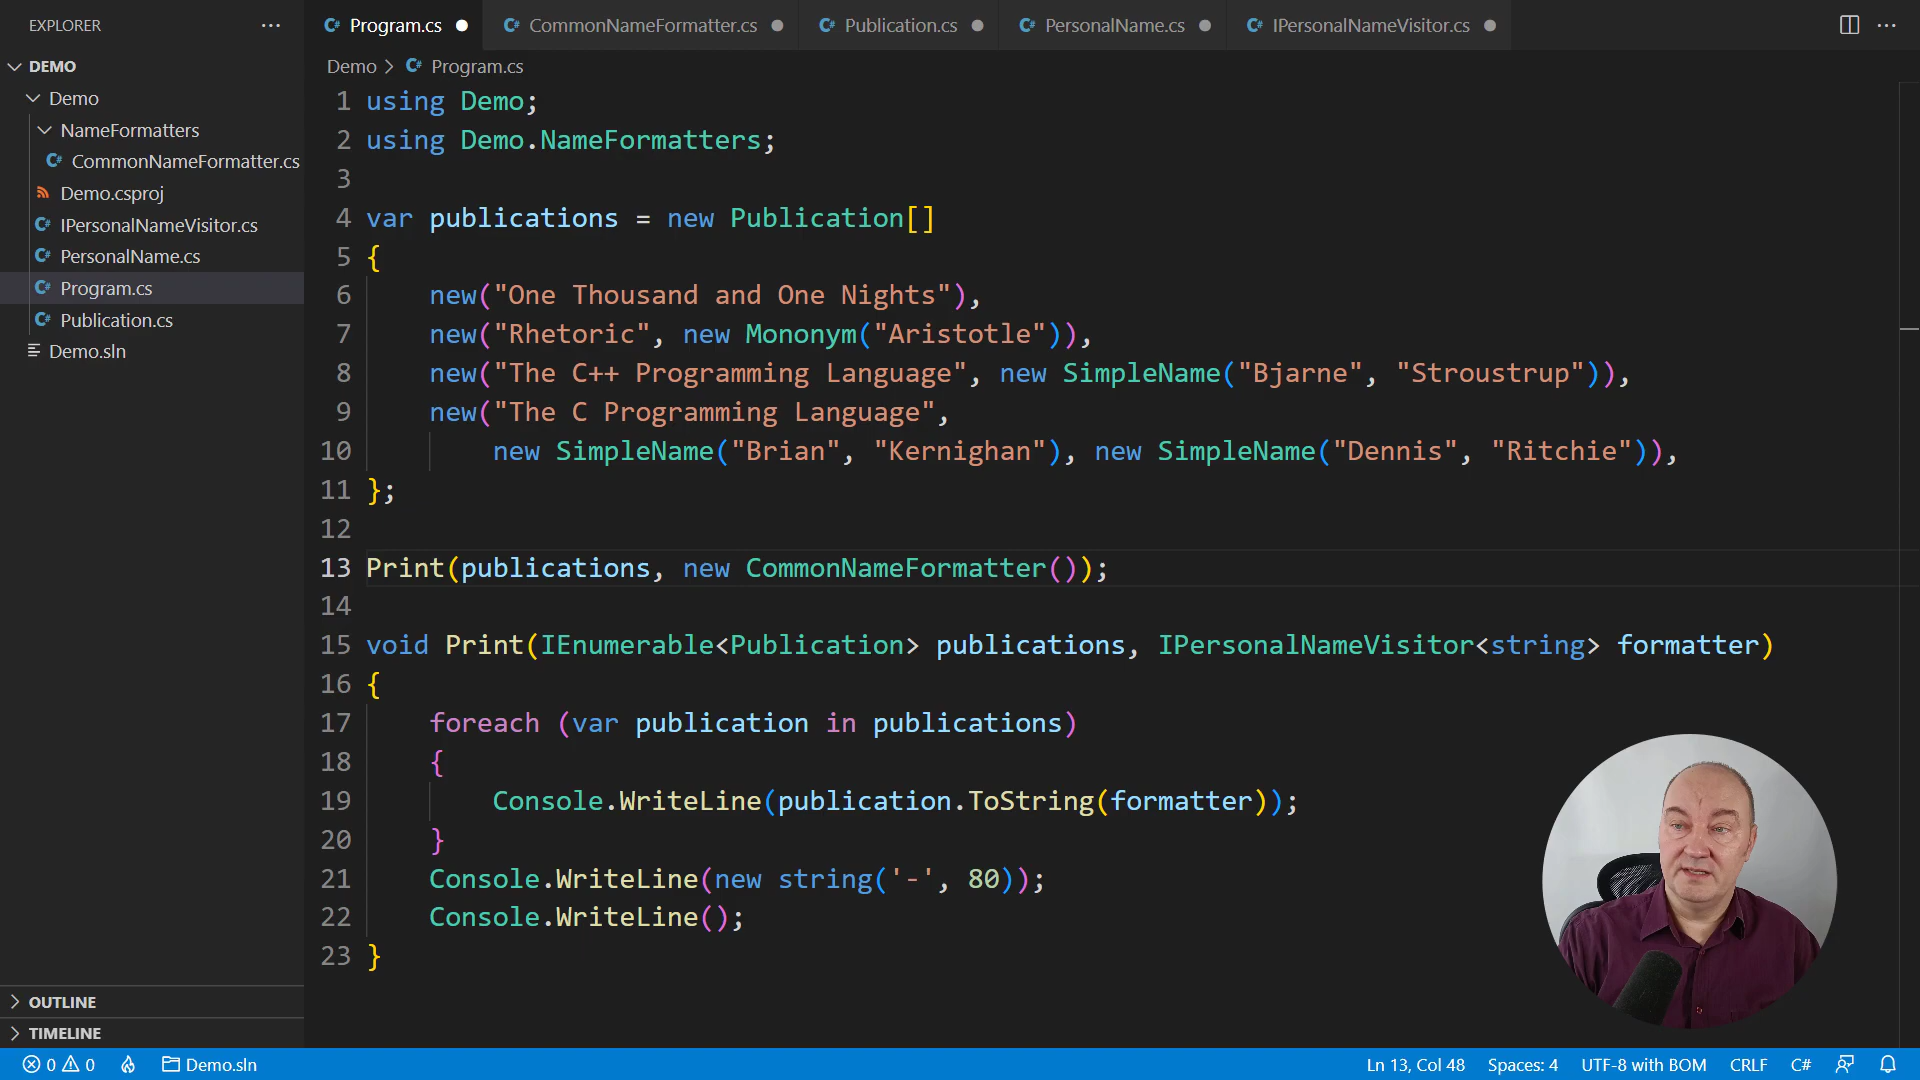 EXPLORER
DEMO
Demo
NameFormatters
CommonNameFormatter.cs
Demo.csproj
IPersonalNameVisitor.cs
PersonalName.cs
Program.cs
Publication.cs
Demo.sln
OUTLINE
TIMELINE
Program.cs CommonNameFormatter.cs Publication.cs PersonalName.cs IPersonalNameVisitor.cs
Demo > Program.cs
1 using Demo;
2 using Demo.NameFormatters;
3
4 var publications = new Publication[]
5 {
6     new("One Thousand and One Nights"),
7     new("Rhetoric", new Mononym("Aristotle")),
8     new("The C++ Programming Language", new SimpleName("Bjarne", "Stroustrup")),
9     new("The C Programming Language",
10         new SimpleName("Brian", "Kernighan"), new SimpleName("Dennis", "Ritchie")),
11 };
12
13 Print(publications, new CommonNameFormatter());
14
15 void Print(IEnumerable<Publication> publications, IPersonalNameVisitor<string> formatter)
16 {
17     foreach (var publication in publications)
18     {
19         Console.WriteLine(publication.ToString(formatter));
20     }
21     Console.WriteLine(new string('-', 80));
22     Console.WriteLine();
23 }
0 0 Demo.sln Ln 13, Col 48 Spaces: 4 UTF-8 with BOM CRLF C#